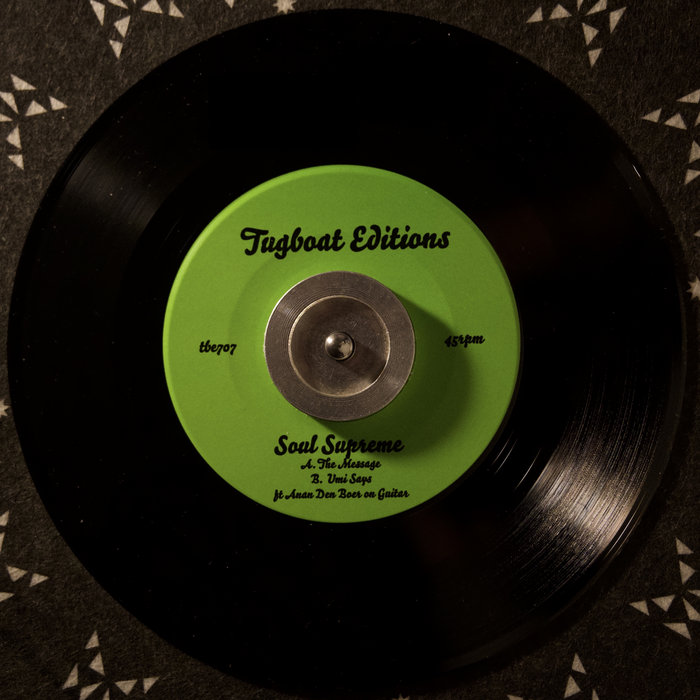 Tugboat Editions
tbe707
45rpm
Soul Supreme
A. The Message
B. Umi Says
ft Anan Den Boer on Guitar